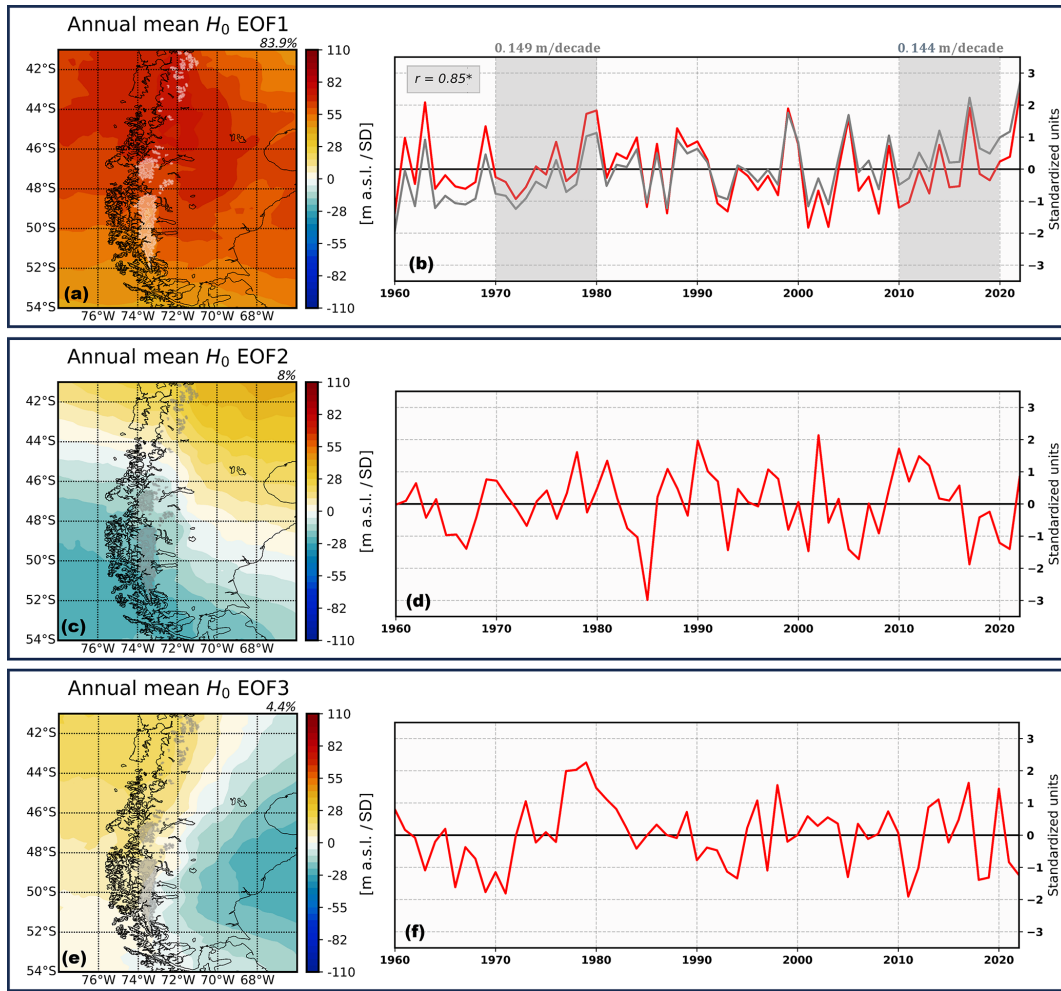 Annual mean H₀ EOF1
83.9%
42°S
44°S
46°S
48°S
50°S
52°S
54°S
76°W 74°W 72°W 70°W 68°W
(a)
110
82
55
28
0
-28
-55
-82
-110
[m a.s.l. / SD]
0.149 m/decade
0.144 m/decade
r = 0.85*
(b)
3
2
1
0
−1
−2
−3
Standardized units
1960 1970 1980 1990 2000 2010 2020
Annual mean H₀ EOF2
8%
42°S
44°S
46°S
48°S
50°S
52°S
54°S
76°W 74°W 72°W 70°W 68°W
(c)
110
82
55
28
0
-28
-55
-82
-110
[m a.s.l. / SD]
(d)
3
2
1
0
−1
−2
−3
Standardized units
1960 1970 1980 1990 2000 2010 2020
Annual mean H₀ EOF3
4.4%
42°S
44°S
46°S
48°S
50°S
52°S
54°S
76°W 74°W 72°W 70°W 68°W
(e)
110
82
55
28
0
-28
-55
-82
-110
[m a.s.l. / SD]
(f)
3
2
1
0
−1
−2
−3
Standardized units
1960 1970 1980 1990 2000 2010 2020